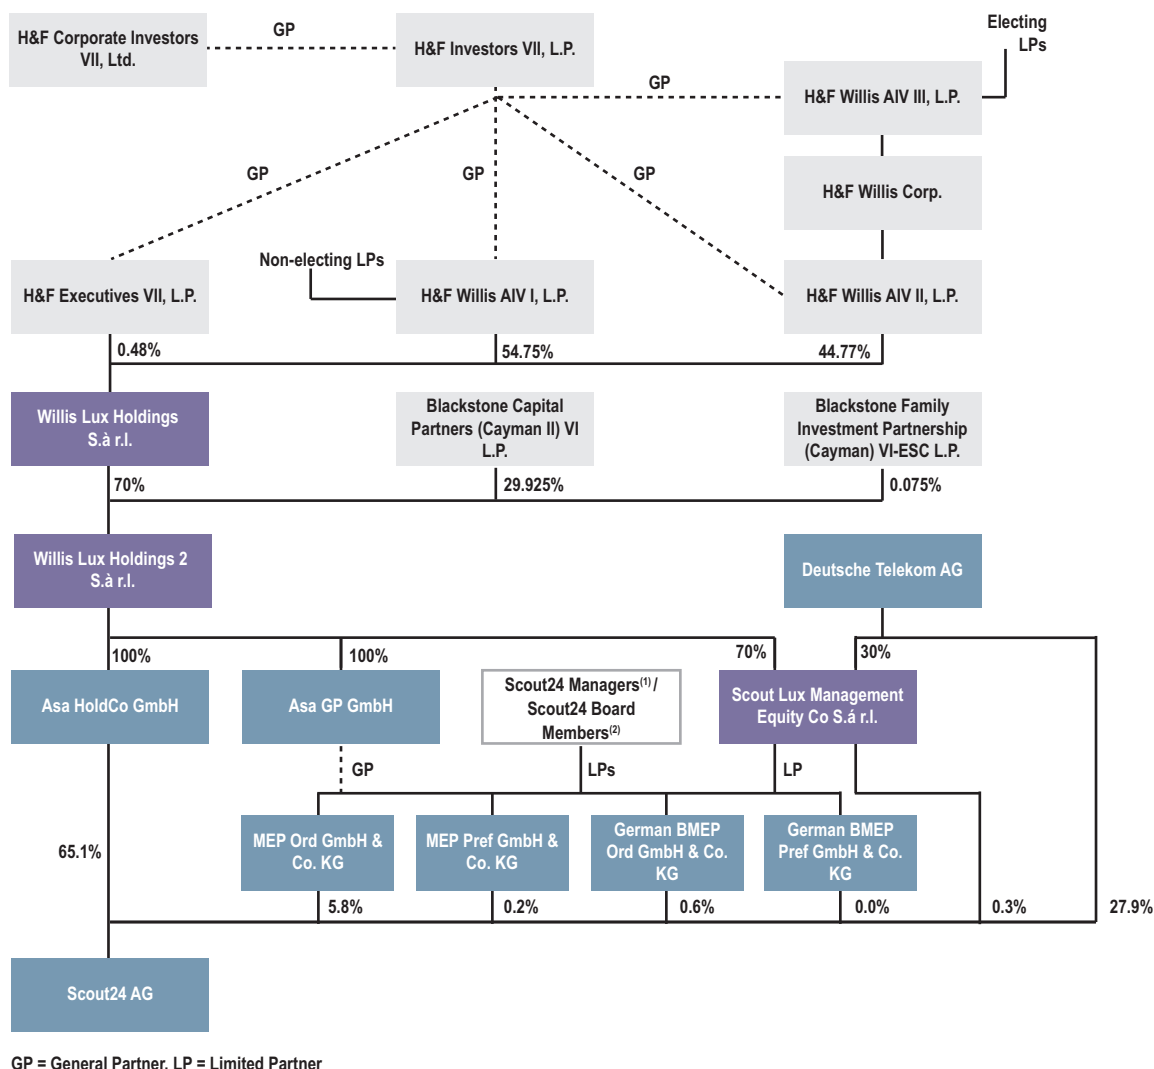 H&F Corporate Investors
VII, Ltd.
GP
H&F Investors VII, L.P.
Electing
LPs
GP
H&F Willis AIV III, L.P.
GP
GP
GP
H&F Willis Corp.
Non-electing LPs
H&F Executives VII, L.P.
H&F Willis AIV I, L.P.
H&F Willis AIV II, L.P.
0.48%
54.75%
44.77%
Willis Lux Holdings
S.à r.l.
Blackstone Capital
Partners (Cayman II) VI
L.P.
Blackstone Family
Investment Partnership
(Cayman) VI-ESC L.P.
70%
29.925%
0.075%
Willis Lux Holdings 2
S.à r.l.
Deutsche Telekom AG
100%
100%
70%
30%
Asa HoldCo GmbH
Asa GP GmbH
Scout24 Managers(1) /
Scout24 Board
Members(2)
Scout Lux Management
Equity Co S.á r.l.
GP
LPs
LP
65.1%
MEP Ord GmbH &
Co. KG
MEP Pref GmbH &
Co. KG
German BMEP
Ord GmbH & Co.
KG
German BMEP
Pref GmbH & Co.
KG
5.8%
0.2%
0.6%
0.0%
0.3%
27.9%
Scout24 AG
GP = General Partner, LP = Limited Partner